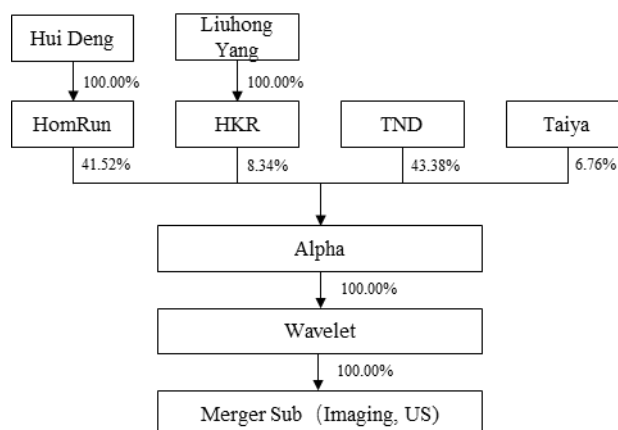 Hui Deng
Liuhong
Yang
100.00%
100.00%
HomRun
HKR
TND
Taiya
41.52%
8.34%
43.38%
6.76%
Alpha
100.00%
Wavelet
100.00%
Merger Sub（Imaging, US)